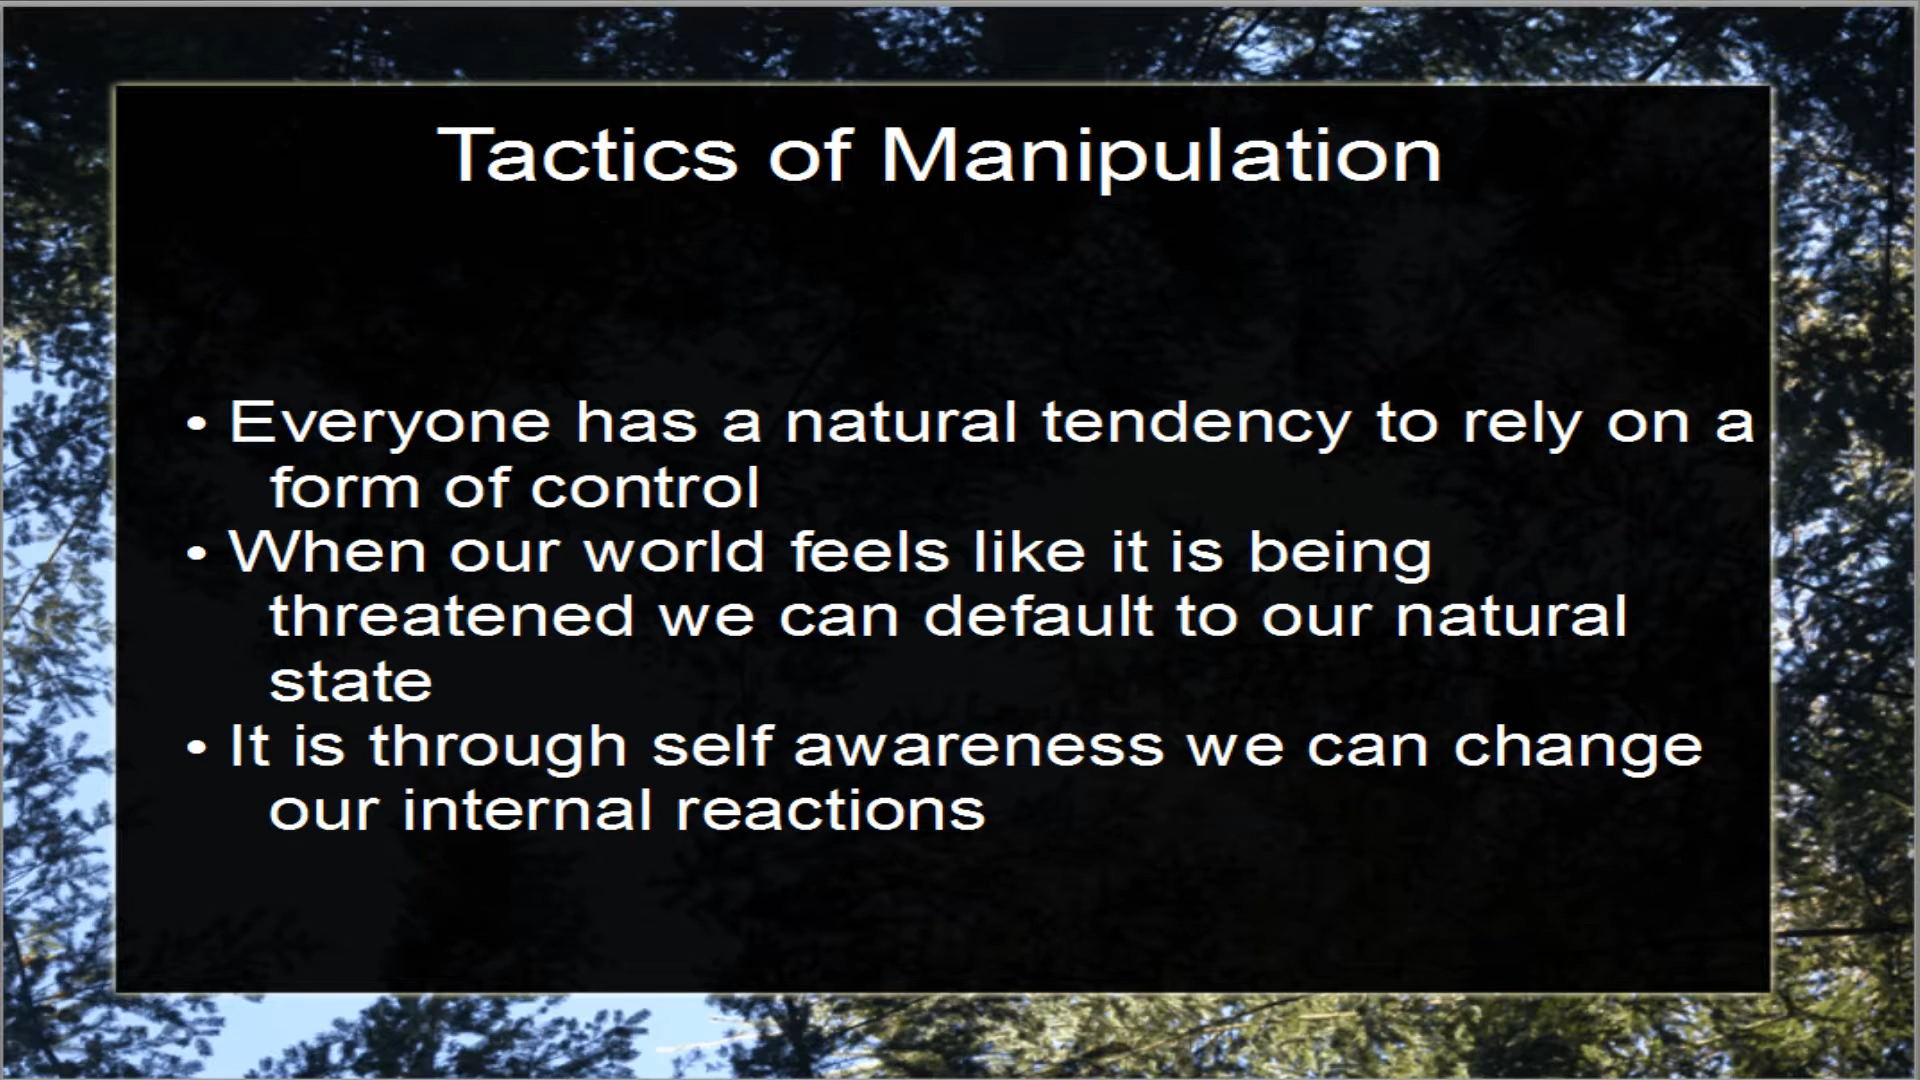 Tactics of Manipulation
• Everyone has a natural tendency to rely on a
form of control
• When our world feels like it is being
threatened we can default to our natural
state
• It is through self awareness we can change
our internal reactions